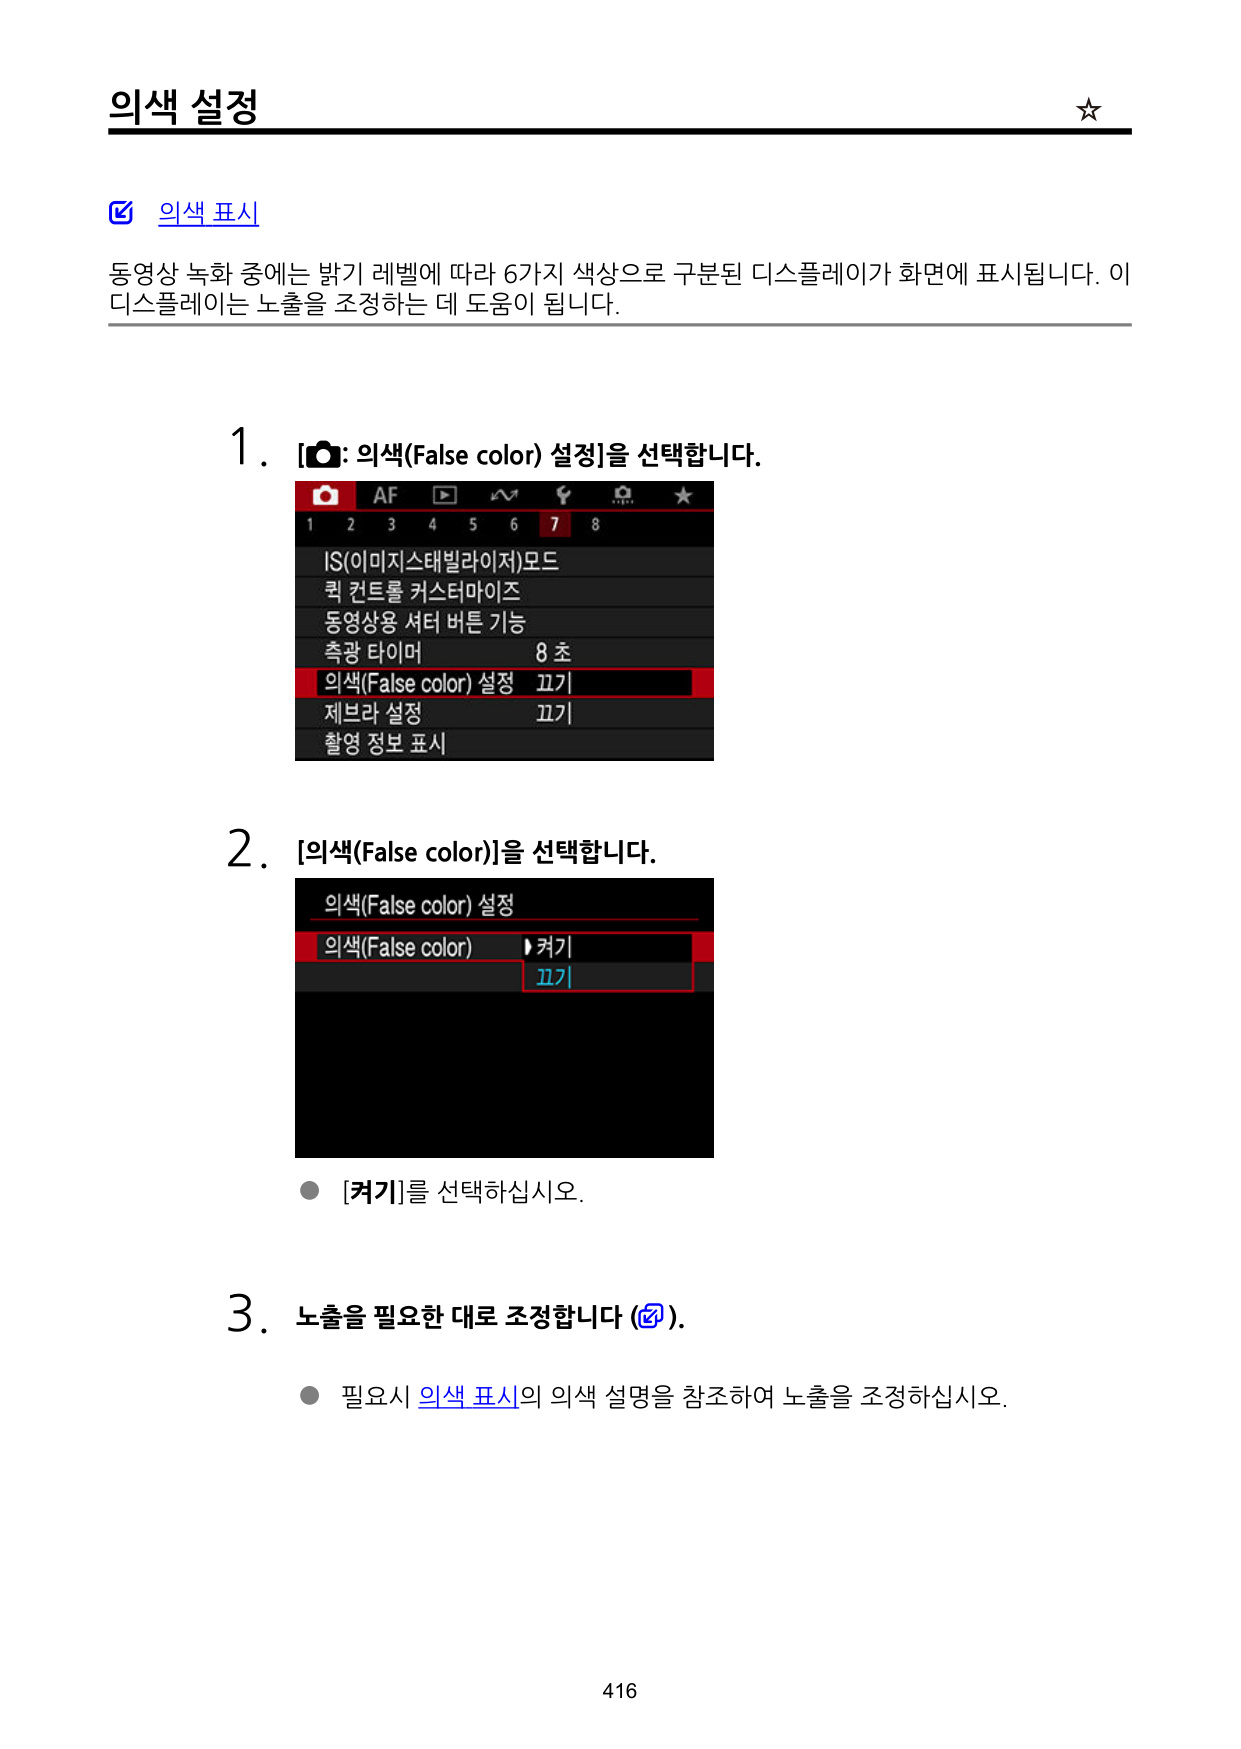 의색 설정 ☆
의색 표시
동영상 녹화 중에는 밝기 레벨에 따라 6가지 색상으로 구분된 디스플레이가 화면에 표시됩니다. 이
디스플레이는 노출을 조정하는 데 도움이 됩니다.
1. [: 의색(False color) 설정]을 선택합니다.
AF ★
1 2 3 4 5 6 7 8
IS(이미지스태빌라이저)모드
퀵 컨트롤 커스터마이즈
동영상용 셔터 버튼 기능
측광 타이머 8 초
의색(False color) 설정 끄기
제브라 설정 끄기
촬영 정보 표시
2. [의색(False color)]을 선택합니다.
의색(False color) 설정
의색(False color) 켜기
끄기
● [켜기]를 선택하십시오.
3. 노출을 필요한 대로 조정합니다 ( ).
● 필요시 의색 표시의 의색 설명을 참조하여 노출을 조정하십시오.
416